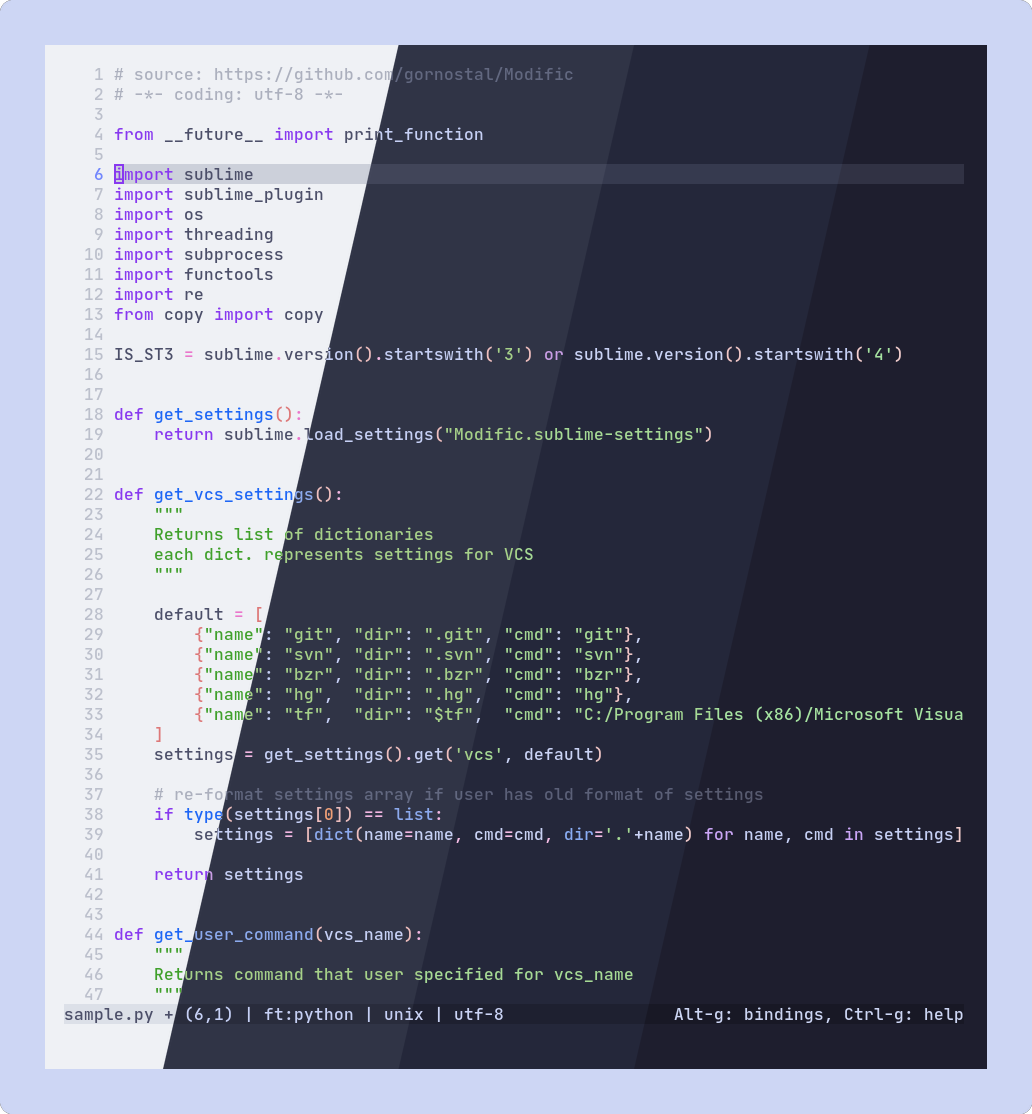 1 # source: https://github.com/gornostal/Modific
2 # -*- coding: utf-8 -*-
3
4 from __future__ import print_function
5
6 import sublime
7 import sublime_plugin
8 import os
9 import threading
10 import subprocess
11 import functools
12 import re
13 from copy import copy
14
15 IS_ST3 = sublime.version().startswith('3') or sublime.version().startswith('4')
16
17
18 def get_settings():
19     return sublime.load_settings("Modific.sublime-settings")
20
21
22 def get_vcs_settings():
23     """
24     Returns list of dictionaries
25     each dict. represents settings for VCS
26     """
27
28     default = [
29         {"name": "git", "dir": ".git", "cmd": "git"},
30         {"name": "svn", "dir": ".svn", "cmd": "svn"},
31         {"name": "bzr", "dir": ".bzr", "cmd": "bzr"},
32         {"name": "hg",  "dir": ".hg",  "cmd": "hg"},
33         {"name": "tf",  "dir": "$tf",  "cmd": "C:/Program Files (x86)/Microsoft Visua
34     ]
35     settings = get_settings().get('vcs', default)
36
37     # re-format settings array if user has old format of settings
38     if type(settings[0]) == list:
39         settings = [dict(name=name, cmd=cmd, dir='.'+name) for name, cmd in settings]
40
41     return settings
42
43
44 def get_user_command(vcs_name):
45     """
46     Returns command that user specified for vcs_name
47     """
sample.py + (6,1) | ft:python | unix | utf-8 Alt-g: bindings, Ctrl-g: help